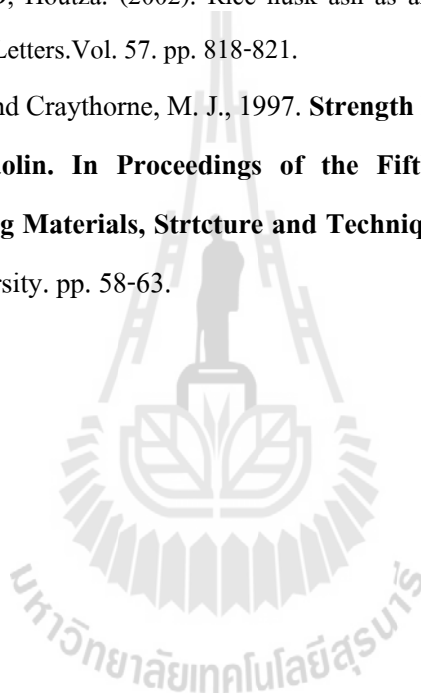 Houtza. (2002). Rice husk ash as
Letters.Vol. 57. pp. 818-821.
nd Craythorne, M. J., 1997. Strength
olin. In Proceedings of the Fift
g Materials, Strtcture and Techniq
rsity. pp. 58-63.
มหาวิทยาลัยเทคโนโลยีสุรนารี